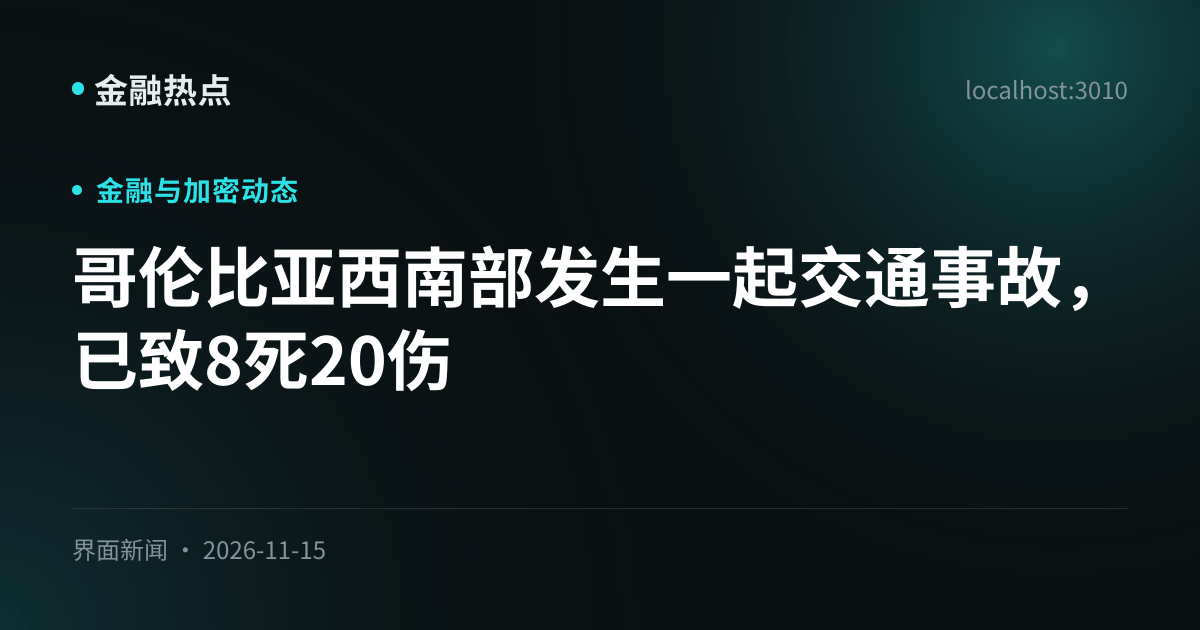 金融热点
localhost:3010
金融与加密动态
哥伦比亚西南部发生一起交通事故，
已致8死20伤
界面新闻 • 2026-11-15